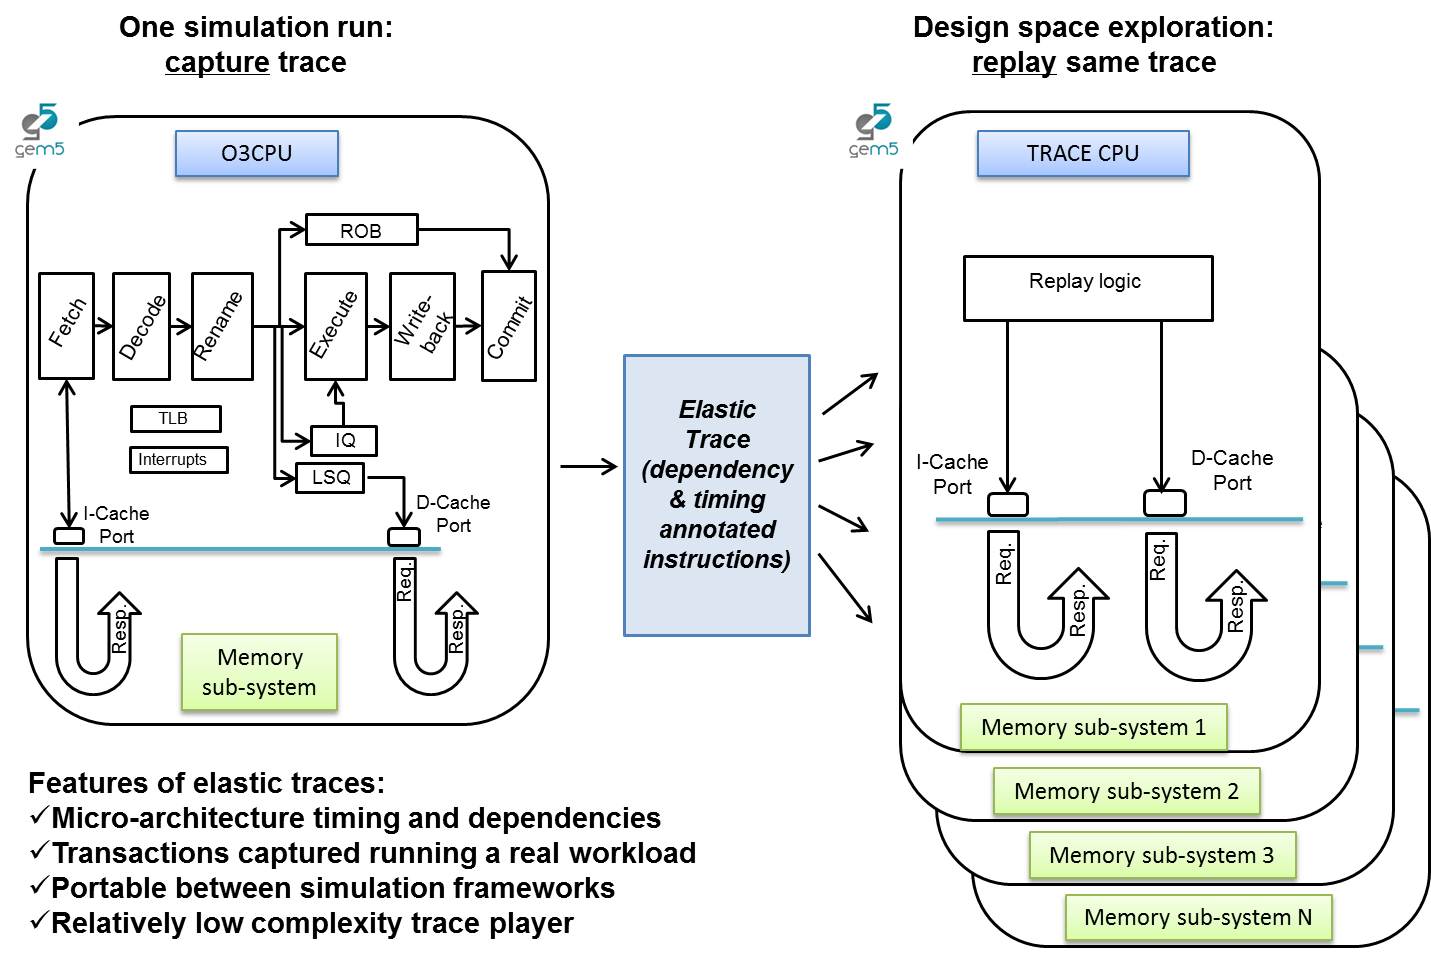 One simulation run:
capture trace
Design space exploration:
replay same trace
gem5
O3CPU
ROB
Fetch
Decode
Rename
Execute
Write-
back
Commit
TLB
Interrupts
IQ
LSQ
I-Cache
Port
D-Cache
Port
Resp.
Req.
Resp.
Memory
sub-system
Elastic
Trace
(dependency
& timing
annotated
instructions)
gem5
TRACE CPU
Replay logic
I-Cache
Port
D-Cache
Port
Req.
Resp.
Req.
Resp.
Memory sub-system 1
Memory sub-system 2
Memory sub-system 3
Memory sub-system N
Features of elastic traces:
✓Micro-architecture timing and dependencies
✓Transactions captured running a real workload
✓Portable between simulation frameworks
✓Relatively low complexity trace player